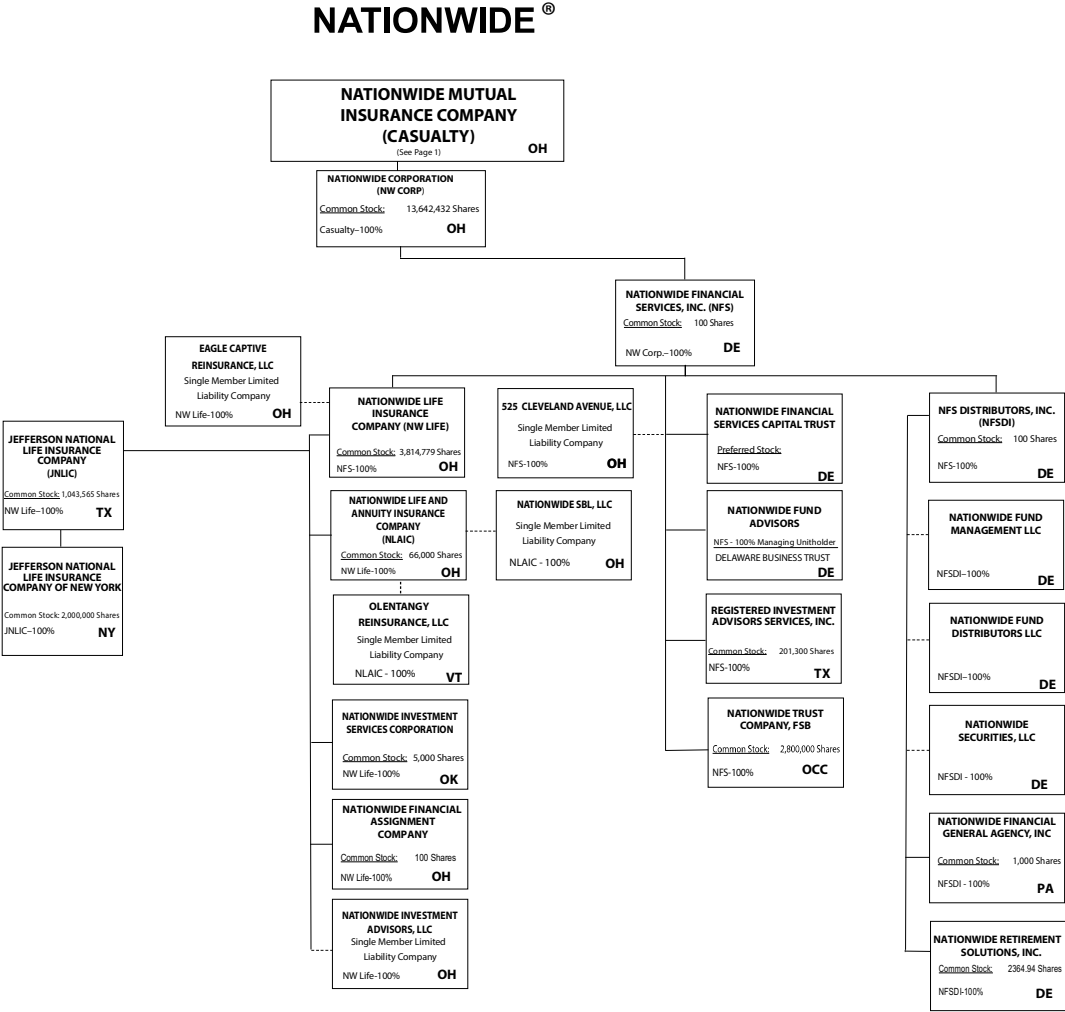 NATIONWIDE ®
NATIONWIDE MUTUAL
INSURANCE COMPANY
(CASUALTY)
(See Page 1)
OH
NATIONWIDE CORPORATION
(NW CORP)
Common Stock: 13,642,432 Shares
Casualty–100% OH
NATIONWIDE FINANCIAL
SERVICES, INC. (NFS)
Common Stock: 100 Shares
NW Corp.–100% DE
EAGLE CAPTIVE
REINSURANCE, LLC
Single Member Limited
Liability Company
NW Life-100% OH
JEFFERSON NATIONAL
LIFE INSURANCE
COMPANY
(JNLIC)
Common Stock: 1,043,565 Shares
NW Life–100% TX
JEFFERSON NATIONAL
LIFE INSURANCE
COMPANY OF NEW YORK
Common Stock: 2,000,000 Shares
JNLIC–100% NY
NATIONWIDE LIFE
INSURANCE
COMPANY (NW LIFE)
Common Stock: 3,814,779 Shares
NFS-100% OH
NATIONWIDE LIFE AND
ANNUITY INSURANCE
COMPANY
(NLAIC)
Common Stock: 66,000 Shares
NW Life-100% OH
OLENTANGY
REINSURANCE, LLC
Single Member Limited
Liability Company
NLAIC - 100% VT
NATIONWIDE INVESTMENT
SERVICES CORPORATION
Common Stock: 5,000 Shares
NW Life-100% OK
NATIONWIDE FINANCIAL
ASSIGNMENT
COMPANY
Common Stock: 100 Shares
NW Life-100% OH
NATIONWIDE INVESTMENT
ADVISORS, LLC
Single Member Limited
Liability Company
NW Life-100% OH
525 CLEVELAND AVENUE, LLC
Single Member Limited
Liability Company
NFS-100% OH
NATIONWIDE SBL, LLC
Single Member Limited
Liability Company
NLAIC - 100% OH
NATIONWIDE FINANCIAL
SERVICES CAPITAL TRUST
Preferred Stock:
NFS-100%
DE
NATIONWIDE FUND
ADVISORS
NFS - 100% Managing Unitholder
DELAWARE BUSINESS TRUST
DE
REGISTERED INVESTMENT
ADVISORS SERVICES, INC.
Common Stock: 201,300 Shares
NFS-100% TX
NATIONWIDE TRUST
COMPANY, FSB
Common Stock: 2,800,000 Shares
NFS-100% OCC
NFS DISTRIBUTORS, INC.
(NFSDI)
Common Stock: 100 Shares
NFS-100%
DE
NATIONWIDE FUND
MANAGEMENT LLC
NFSDI–100%
DE
NATIONWIDE FUND
DISTRIBUTORS LLC
NFSDI–100%
DE
NATIONWIDE
SECURITIES, LLC
NFSDI - 100%
DE
NATIONWIDE FINANCIAL
GENERAL AGENCY, INC
Common Stock: 1,000 Shares
NFSDI - 100%
PA
NATIONWIDE RETIREMENT
SOLUTIONS, INC.
Common Stock: 2364.94 Shares
NFSDI-100% DE